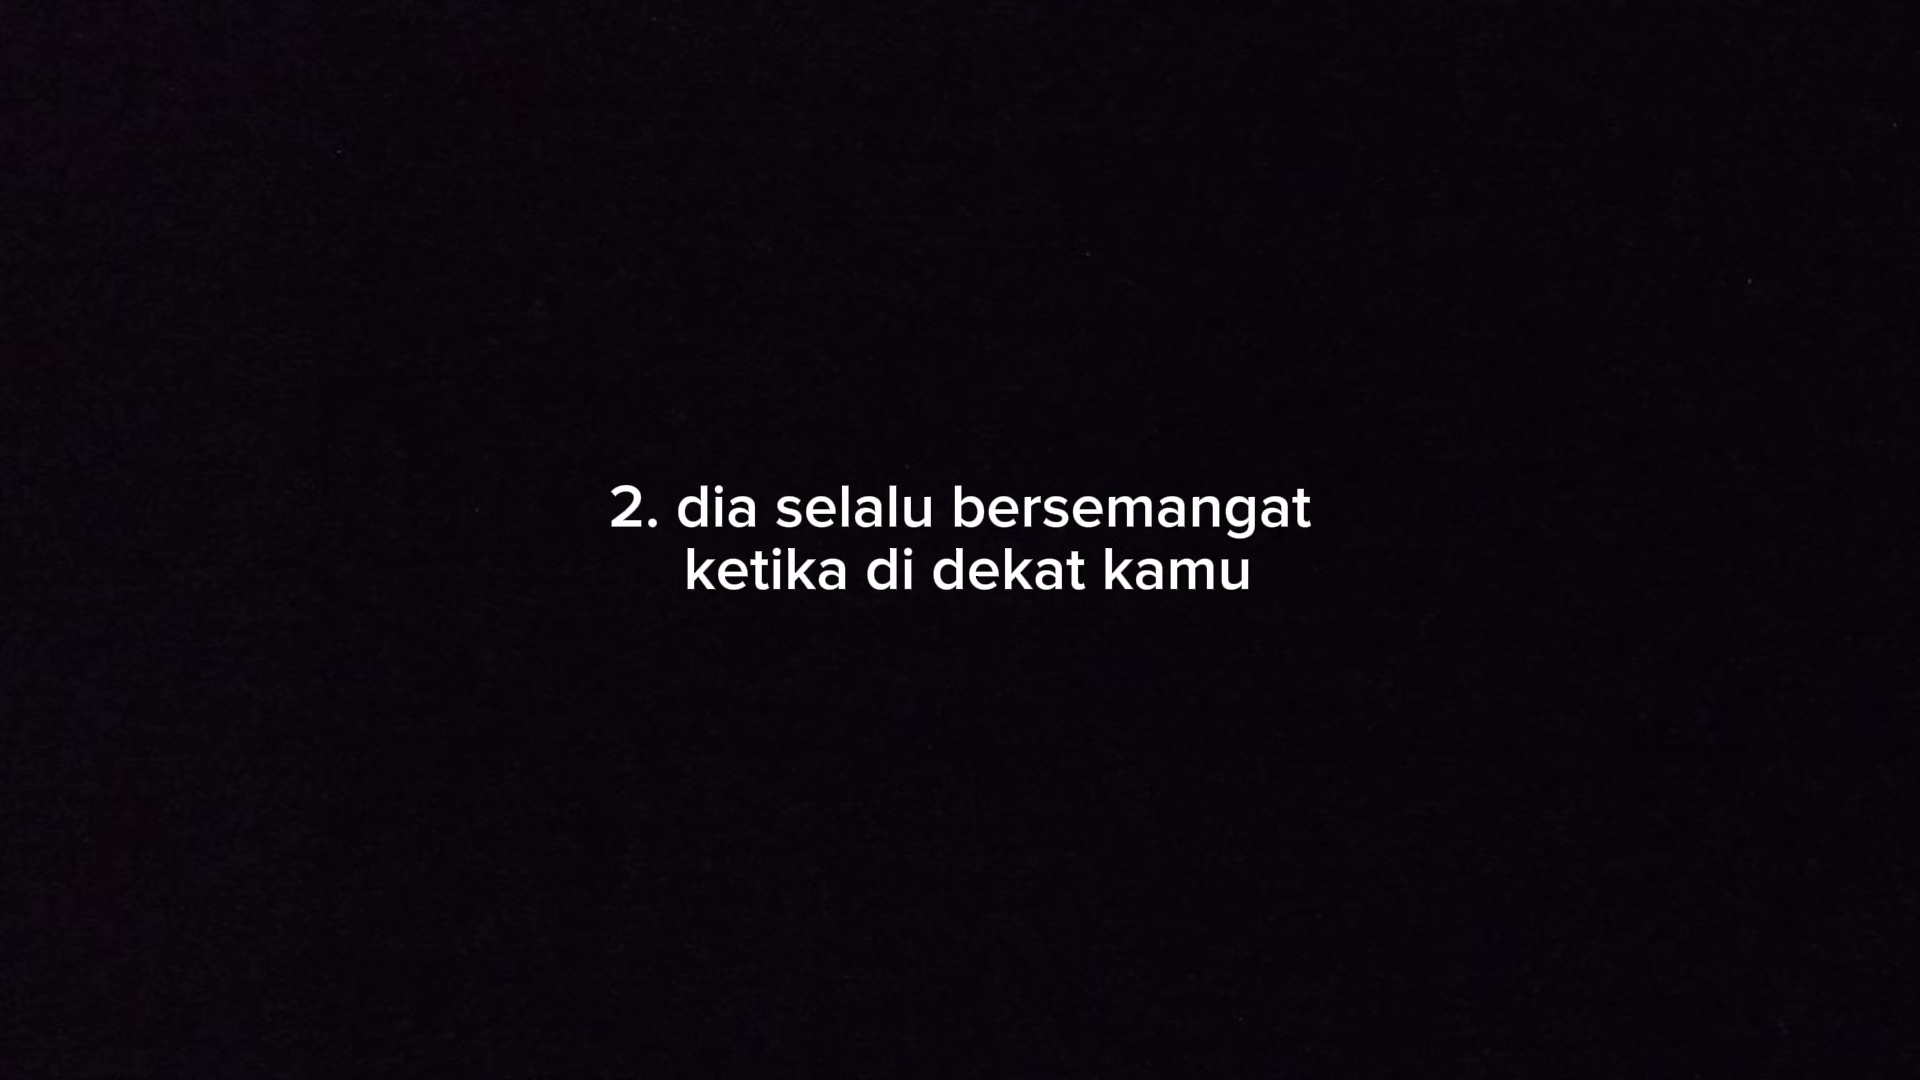 2. dia selalu bersemangat
ketika di dekat kamu